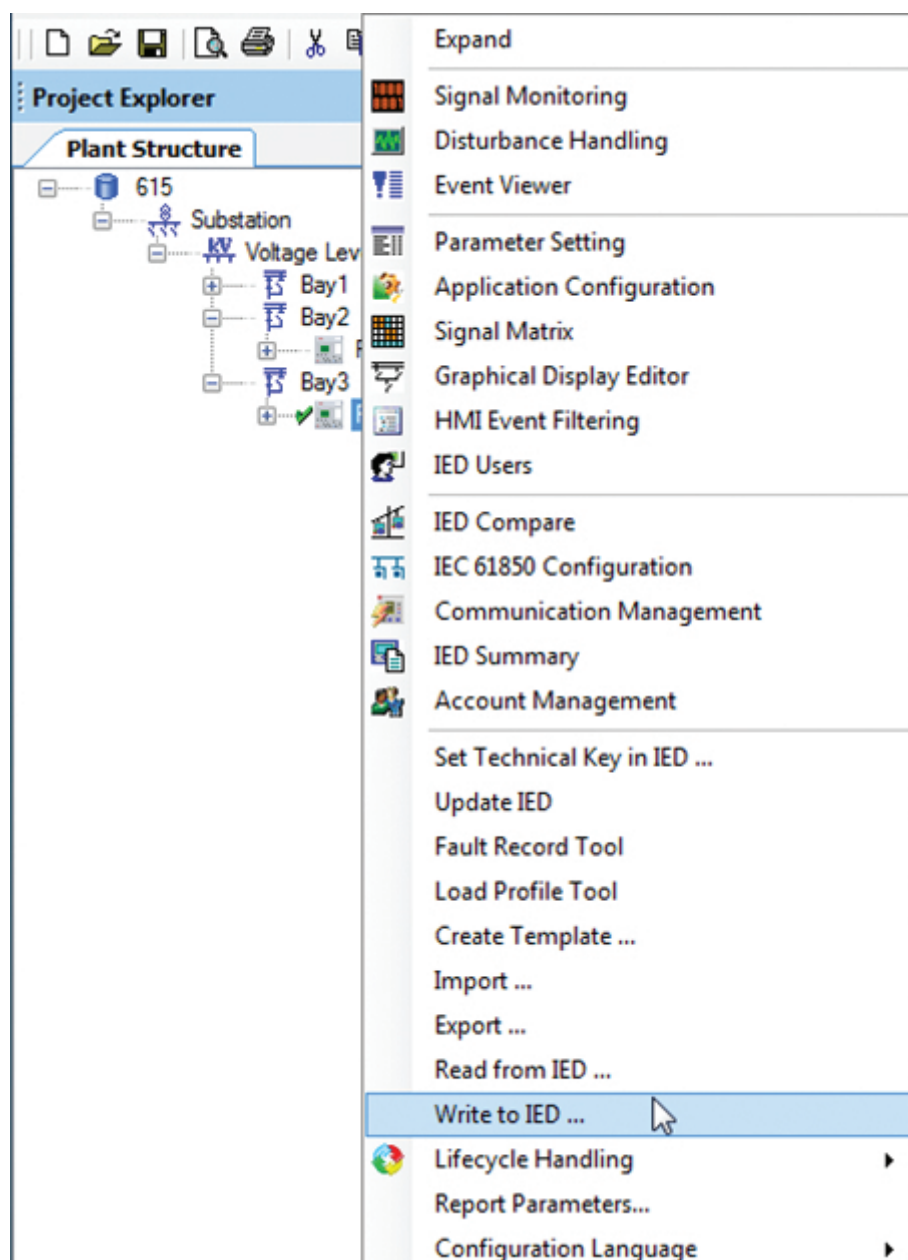 Project Explorer
Plant Structure
615
Substation
Voltage Lev
Bay1
Bay2
Bay3
Expand
Signal Monitoring
Disturbance Handling
Event Viewer
Parameter Setting
Application Configuration
Signal Matrix
Graphical Display Editor
HMI Event Filtering
IED Users
IED Compare
IEC 61850 Configuration
Communication Management
IED Summary
Account Management
Set Technical Key in IED ...
Update IED
Fault Record Tool
Load Profile Tool
Create Template ...
Import ...
Export ...
Read from IED ...
Write to IED ...
Lifecycle Handling
Report Parameters...
Configuration Language